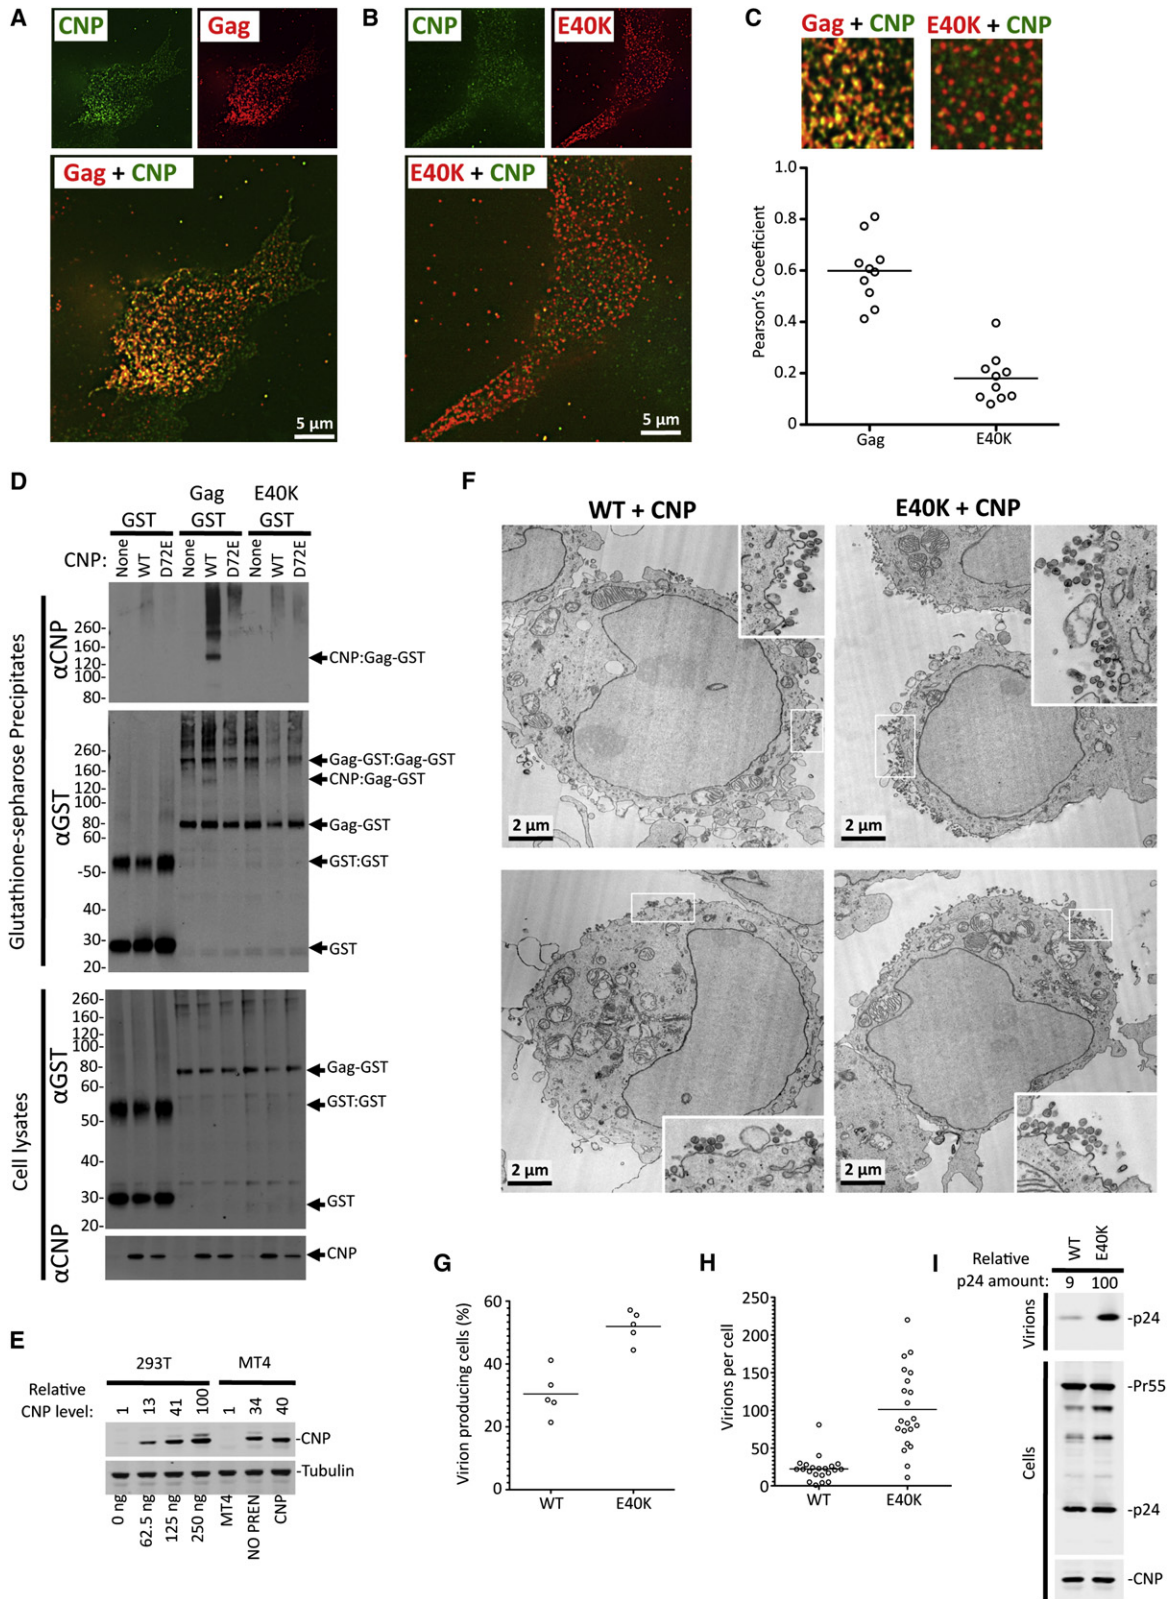 A
CNP
Gag
Gag + CNP
5 µm
B
CNP
E40K
E40K + CNP
5 µm
C
Gag + CNP
E40K + CNP
Pearson's Coeeficient
1.0
0.8
0.6
0.4
0.2
0
Gag
E40K
D
Gag E40K
GST GST GST
CNP: None WT D72E None WT D72E None WT D72E
Glutathione-sepharose Precipitates
αCNP
260-
160-
120-
100-
80-
CNP:Gag-GST
αGST
260-
160-
120-
100-
80-
60-
-50-
40-
30-
20-
Gag-GST:Gag-GST
CNP:Gag-GST
Gag-GST
GST:GST
GST
Cell lysates
αGST
260-
160-
120-
100-
80-
60-
50-
40-
30-
20-
Gag-GST
GST:GST
GST
αCNP
CNP
E
293T MT4
Relative
CNP level: 1 13 41 100 1 34 40
-CNP
-Tubulin
0 ng 62.5 ng 125 ng 250 ng MT4 NO PREN CNP
F
WT + CNP
E40K + CNP
2 µm
2 µm
2 µm
2 µm
G
Virion producing cells (%)
60
40
20
0
WT
E40K
H
Virions per cell
250
200
150
100
50
0
WT
E40K
I
WT E40K
Relative
p24 amount: 9 100
Virions
-p24
Cells
-Pr55
-p24
-CNP